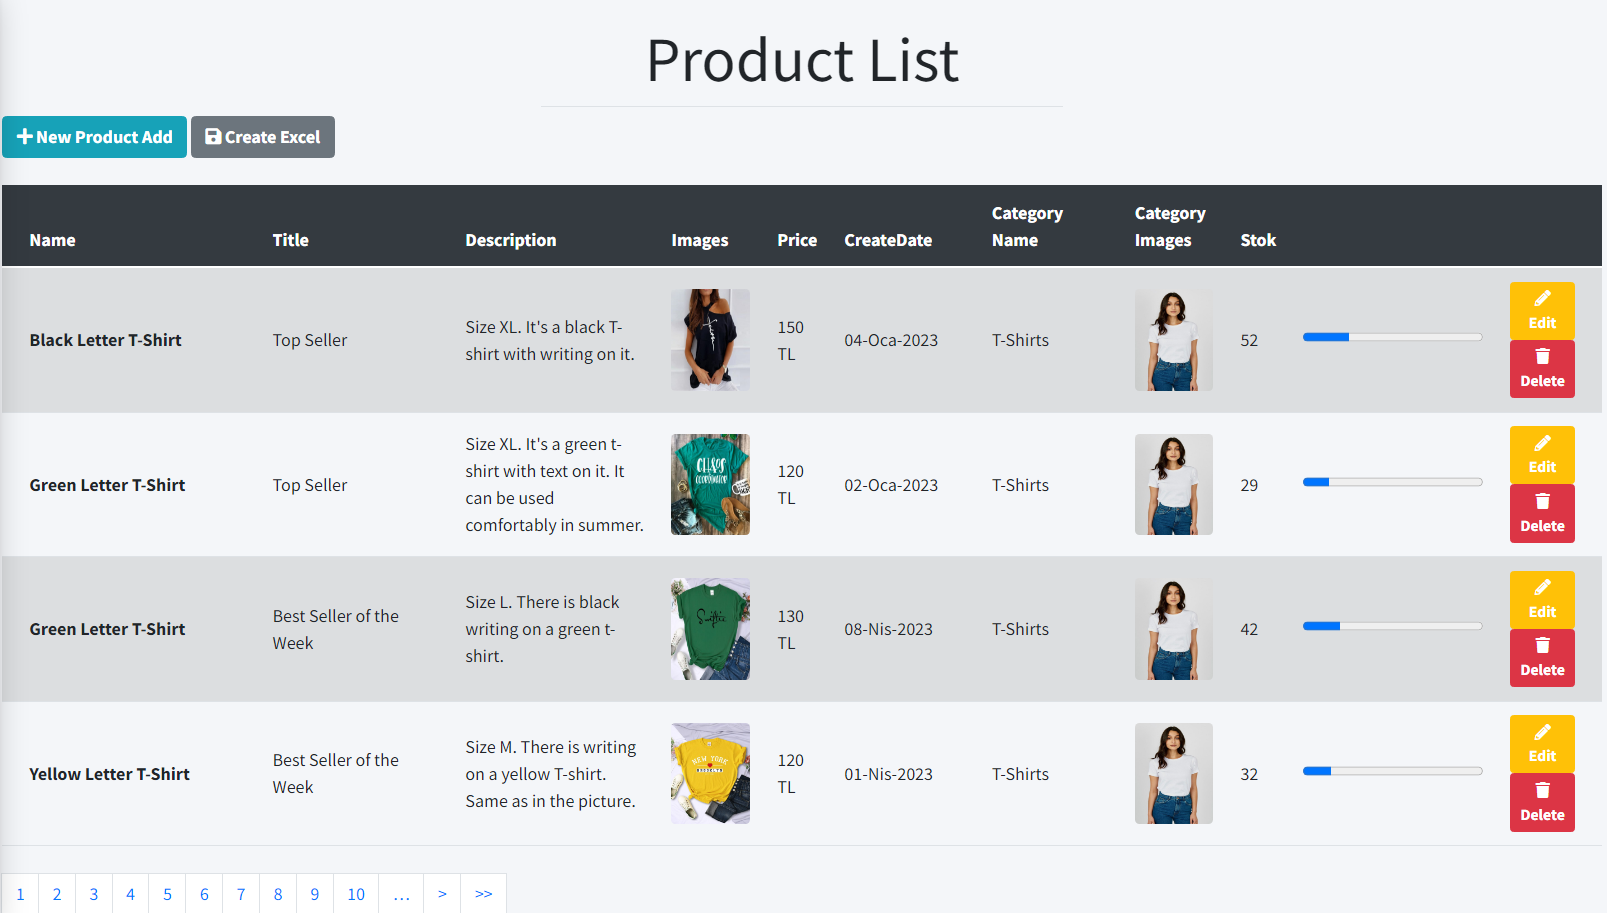 Product List
New Product Add Create Excel
Name Title Description Images Price CreateDate Category Name Category Images Stok
Black Letter T-Shirt
Top Seller
Size XL. It's a black T-
shirt with writing on it.
150
TL
04-Oca-2023
T-Shirts
52
Edit
Delete
Green Letter T-Shirt
Top Seller
Size XL. It's a green t-
shirt with text on it. It
can be used
comfortably in summer.
CHAOS
COORDINATOR
120
TL
02-Oca-2023
T-Shirts
29
Edit
Delete
Green Letter T-Shirt
Best Seller of the
Week
Size L. There is black
writing on a green t-
shirt.
130
TL
08-Nis-2023
T-Shirts
42
Edit
Delete
Yellow Letter T-Shirt
Best Seller of the
Week
Size M. There is writing
on a yellow T-shirt.
Same as in the picture.
NEW YORK
BROOKLYN
120
TL
01-Nis-2023
T-Shirts
32
Edit
Delete
1 2 3 4 5 6 7 8 9 10 ... > >>